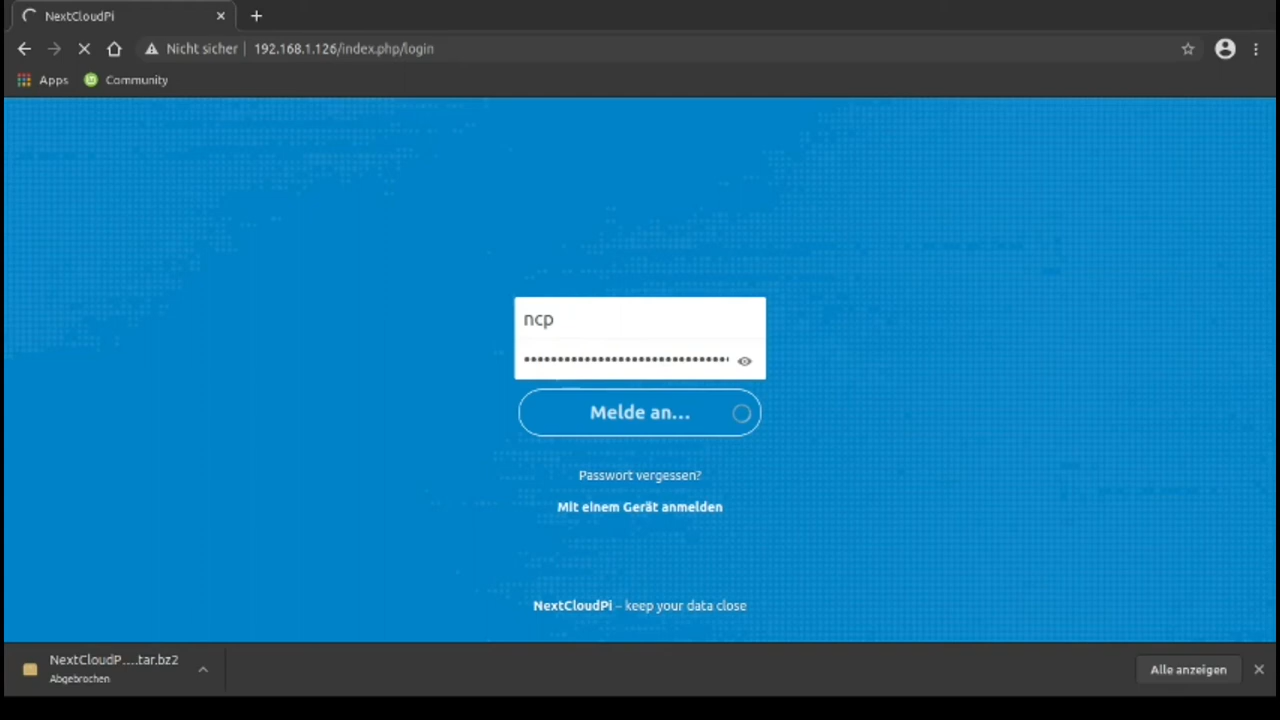 NextCloudPi
Nicht sicher 192.168.1.126/index.php/login
Apps Community
ncp
Melde an...
Passwort vergessen?
Mit einem Gerät anmelden
NextCloudPi – keep your data close
NextCloudP....tar.bz2
Abgebrochen
Alle anzeigen